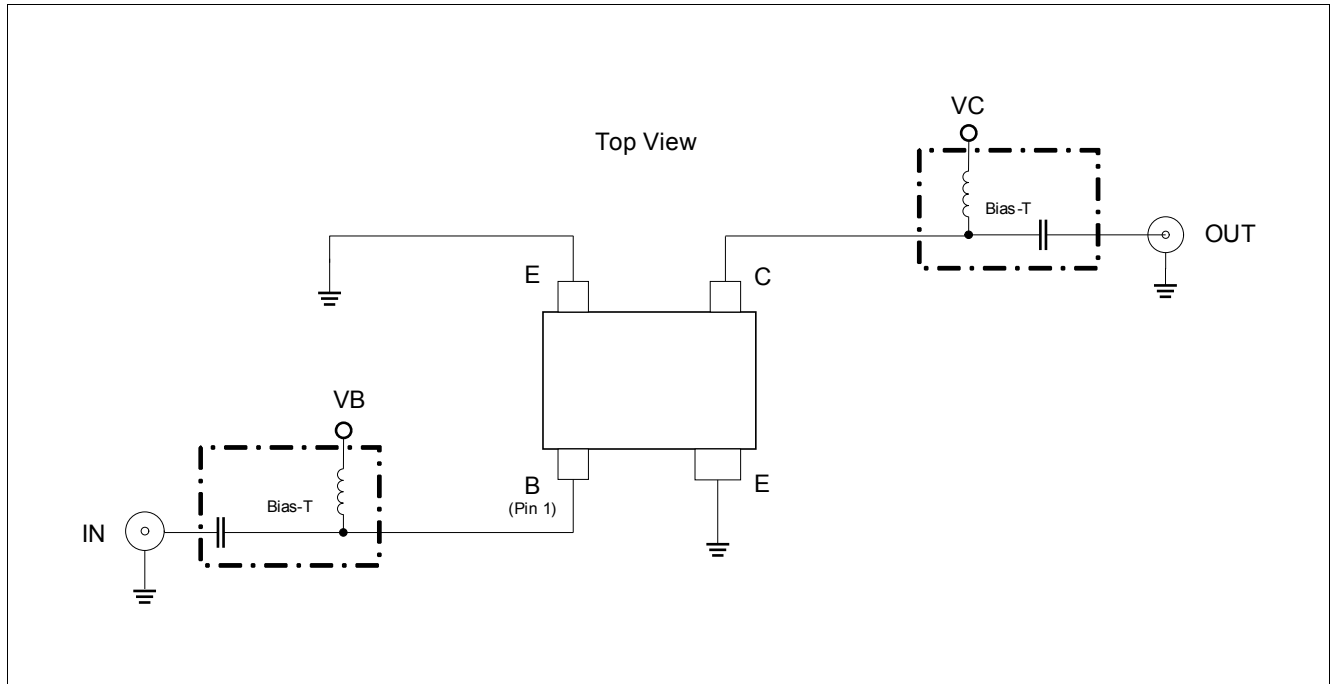 VC
Top View
Bias-T
OUT
E
C
VB
B
E
(Pin 1)
Bias-T
IN